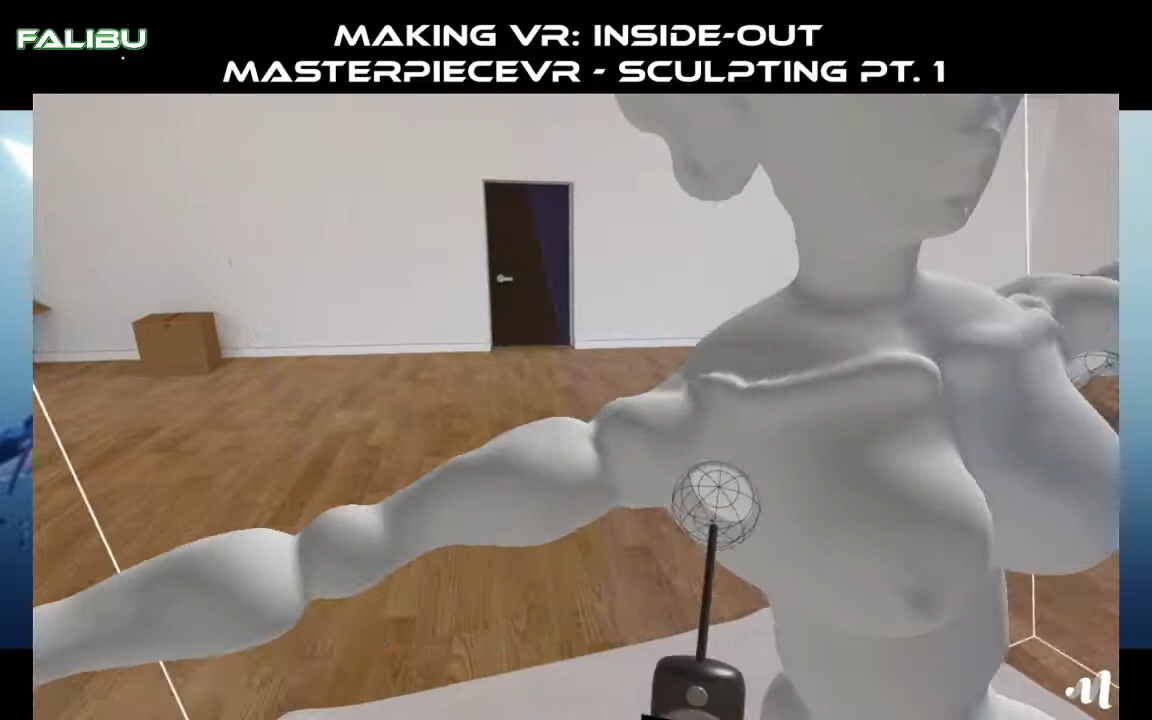 FALIBU
MAKING VR: INSIDE-OUT
MASTERPIECEVR - SCULPTING PT. 1
M